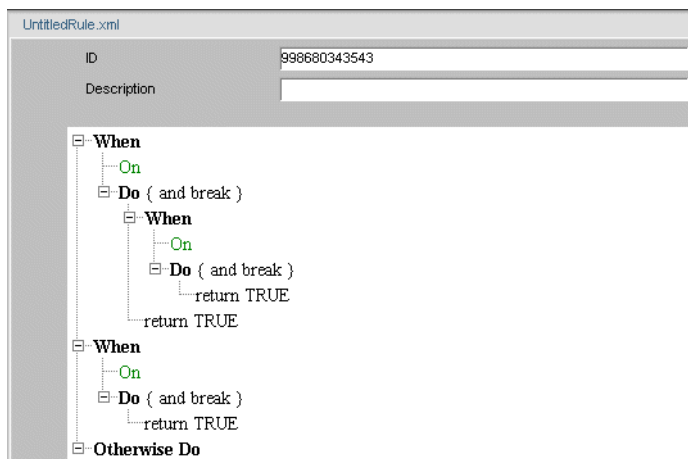 UntitledRule.xml
ID 998680343543
Description
When
On
Do { and break }
When
On
Do { and break }
return TRUE
return TRUE
When
On
Do { and break }
return TRUE
Otherwise Do